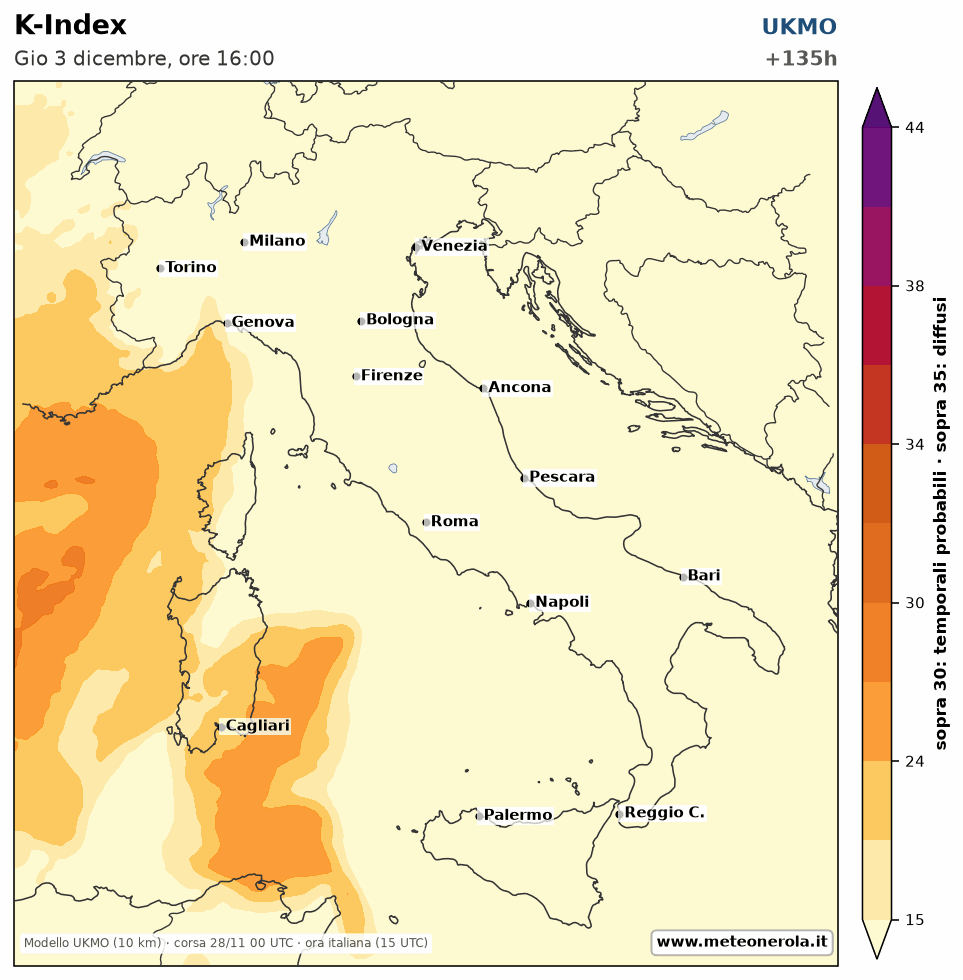 K-Index
UKMO
Gio 3 dicembre, ore 16:00
+135h
44
38
34
30
24
15
sopra 30: temporali probabili · sopra 35: diffusi
Milano
Venezia
Torino
Genova
Bologna
Firenze
Ancona
Pescara
Roma
Bari
Napoli
Cagliari
Palermo
Reggio C.
Modello UKMO (10 km) · corsa 28/11 00 UTC · ora italiana (15 UTC)
www.meteonerola.it